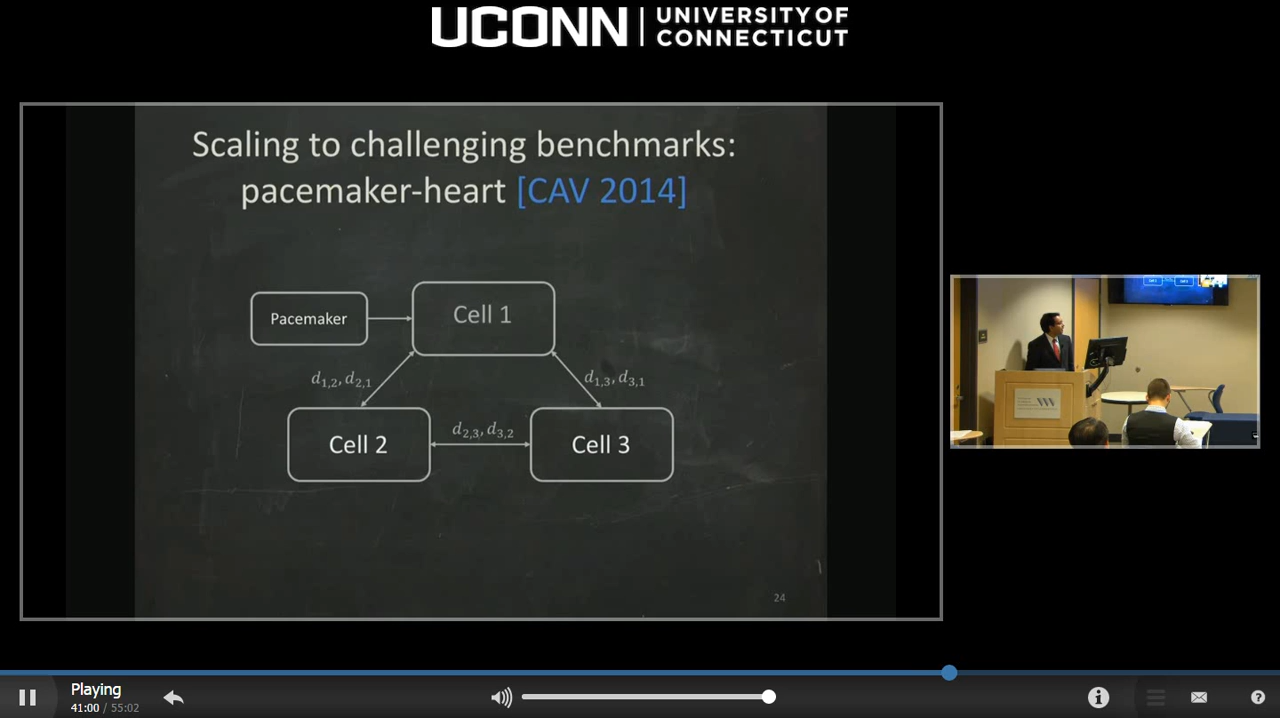 UCONN
UNIVERSITY OF
CONNECTICUT
Scaling to challenging benchmarks:
pacemaker-heart [CAV 2014]
Pacemaker
Cell 1
d1,2, d2,1
d1,3, d3,1
Cell 2
d2,3, d3,2
Cell 3
24
Playing
41:00 / 55:02